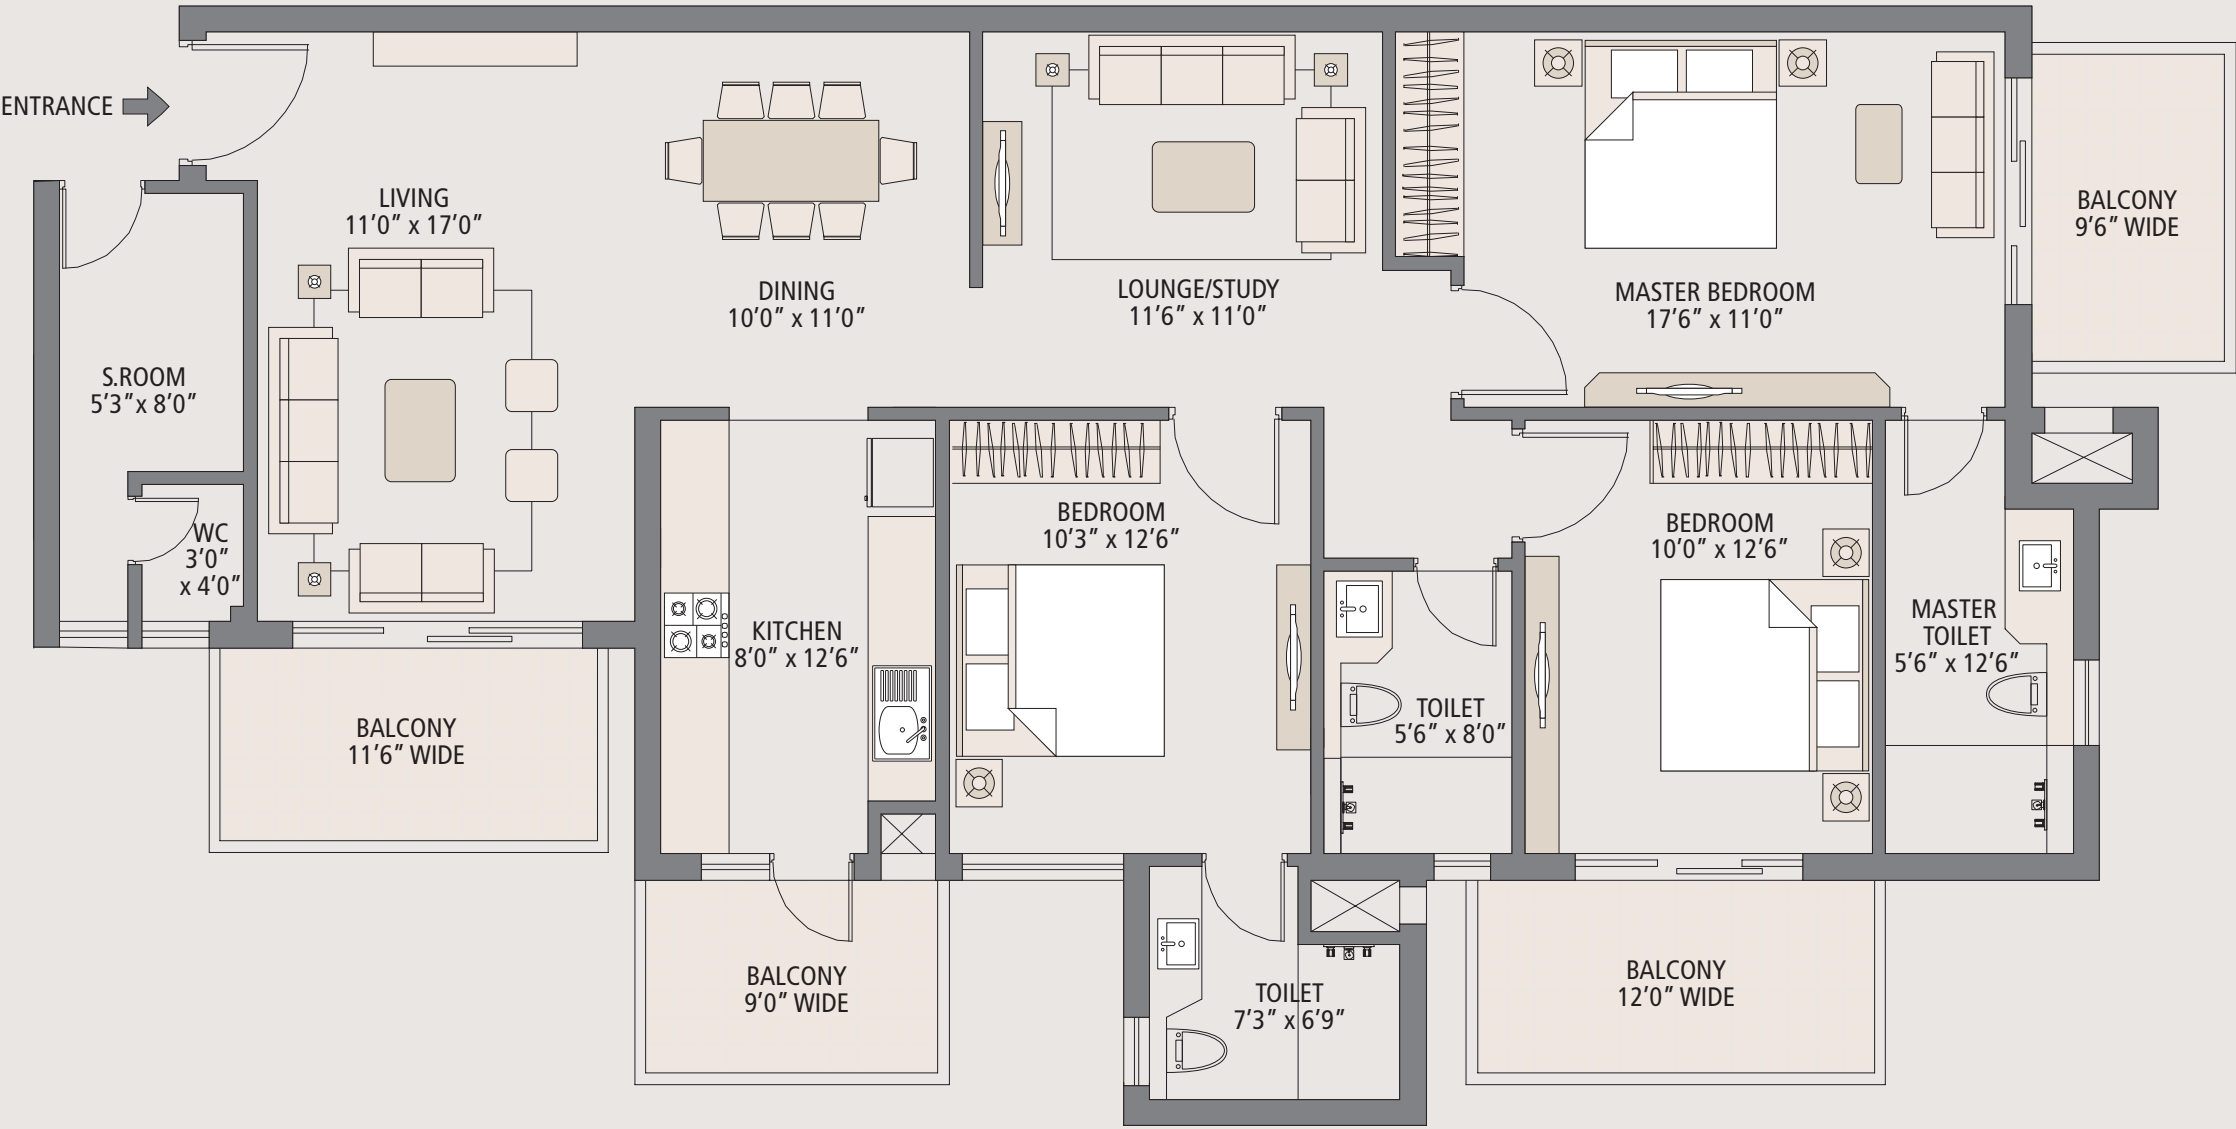 ENTRANCE
LIVING
11’0” x 17’0”
DINING
10’0” x 11’0”
LOUNGE/STUDY
11’6” x 11’0”
MASTER BEDROOM
17’6” x 11’0”
BALCONY
9’6” WIDE
S.ROOM
5’3”x 8’0”
WC
3’0”
x 4’0”
BEDROOM
10’3” x 12’6”
BEDROOM
10’0” x 12’6”
KITCHEN
8’0” x 12’6”
MASTER
TOILET
5’6” x 12’6”
TOILET
5’6” x 8’0”
BALCONY
11’6” WIDE
BALCONY
9’0” WIDE
TOILET
7’3” x 6’9”
BALCONY
12’0” WIDE